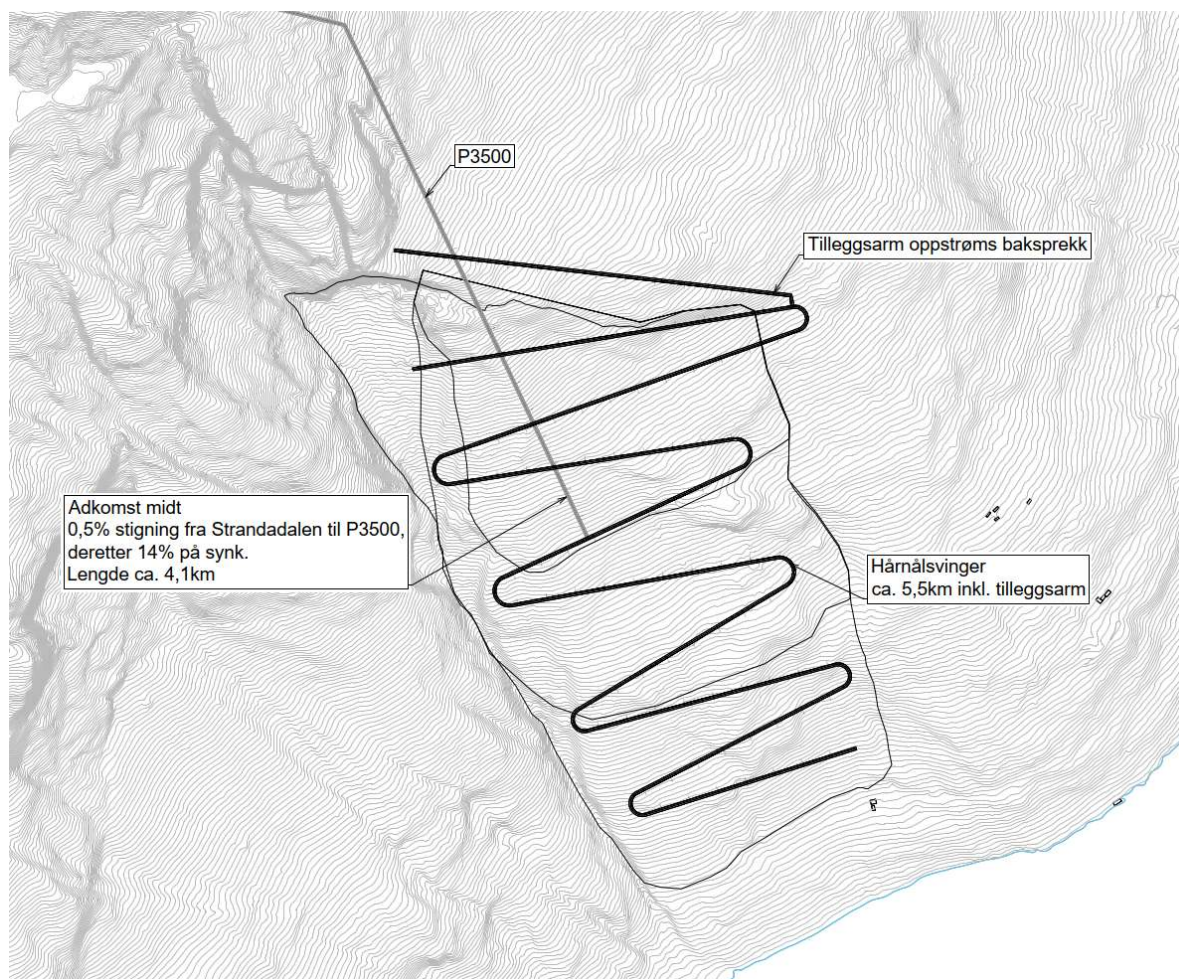 P3500
Tilleggsarm oppstrøms baksprekk
Adkomst midt
0,5% stigning fra Strandadalen til P3500,
deretter 14% på synk.
Lengde ca. 4,1km
Hårnålsvinger
ca. 5,5km inkl. tilleggsarm